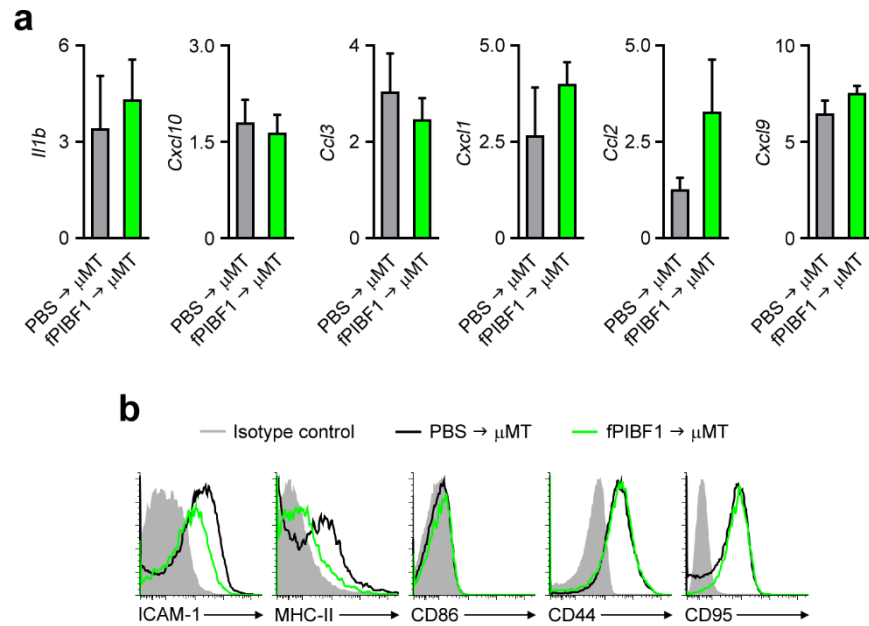 a
6
3
0
Il1b
PBS → μMT
fPIBF1 → μMT
3.0
1.5
0
Cxcl10
PBS → μMT
fPIBF1 → μMT
4
2
0
Ccl3
PBS → μMT
fPIBF1 → μMT
5.0
2.5
0
Cxcl1
PBS → μMT
fPIBF1 → μMT
5.0
2.5
0
Ccl2
PBS → μMT
fPIBF1 → μMT
10
5
0
Cxcl9
PBS → μMT
fPIBF1 → μMT
b
Isotype control PBS → μMT fPIBF1 → μMT
ICAM-1 MHC-II CD86 CD44 CD95